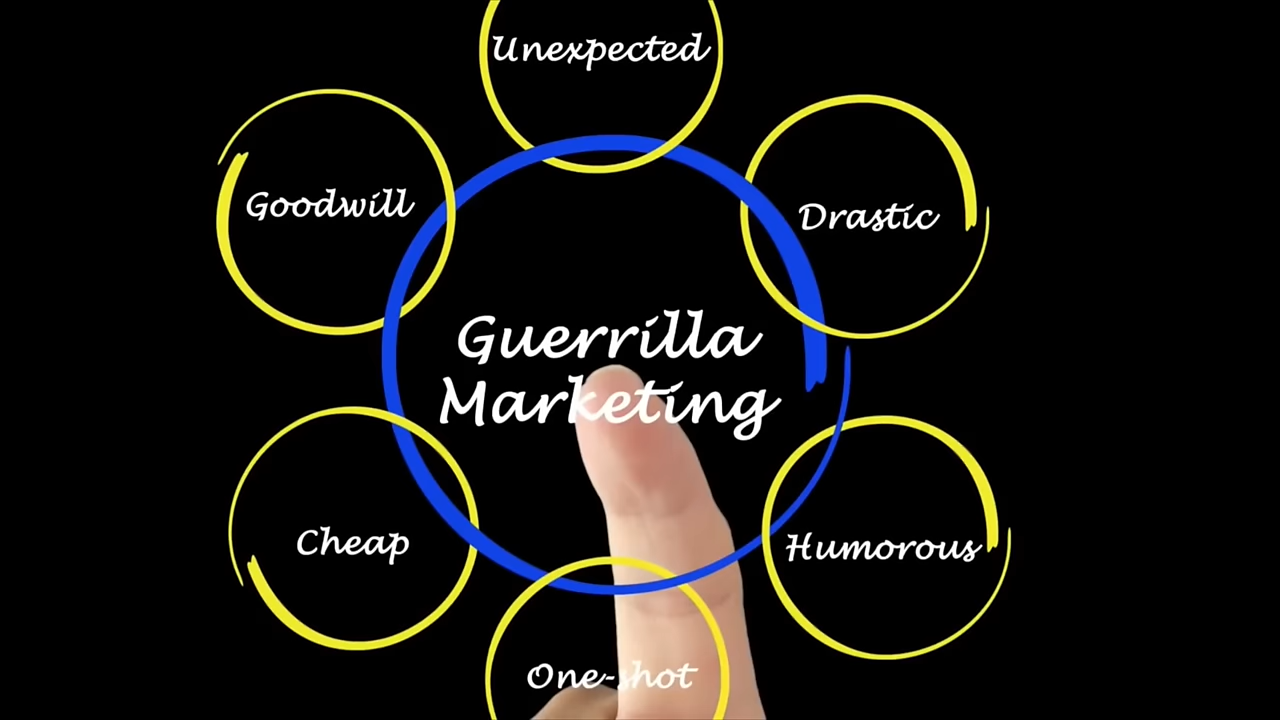 Unexpected
Goodwill
Drastic
Guerrilla
Marketing
Cheap
Humorous
One-shot